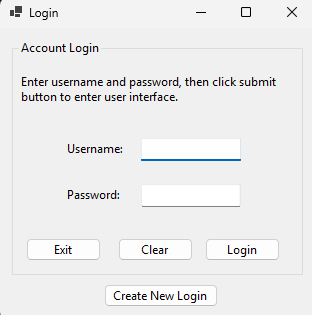 Login
Account Login
Enter username and password, then click submit
button to enter user interface.
Username:
Password:
Exit Clear Login
Create New Login